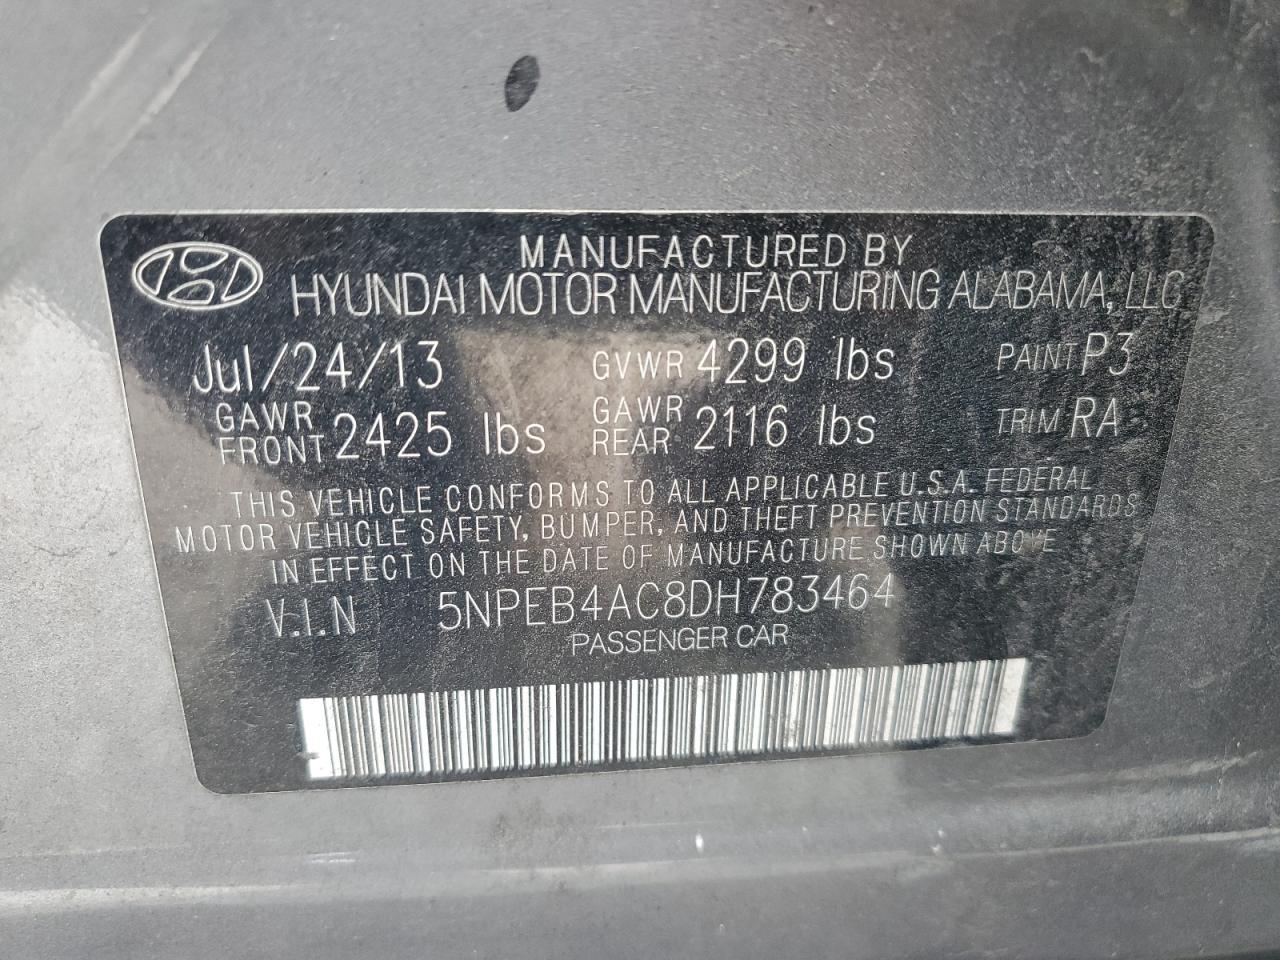 MANUFACTURED BY
HYUNDAI MOTOR MANUFACTURING ALABAMA, LLC
Jul/24/13 GVWR 4299 lbs PAINT P3
GAWR FRONT 2425 lbs GAWR REAR 2116 lbs TRIM RA
THIS VEHICLE CONFORMS TO ALL APPLICABLE U.S.A. FEDERAL
MOTOR VEHICLE SAFETY, BUMPER, AND THEFT PREVENTION STANDARDS
IN EFFECT ON THE DATE OF MANUFACTURE SHOWN ABOVE
V.I.N 5NPEB4AC8DH783464
PASSENGER CAR